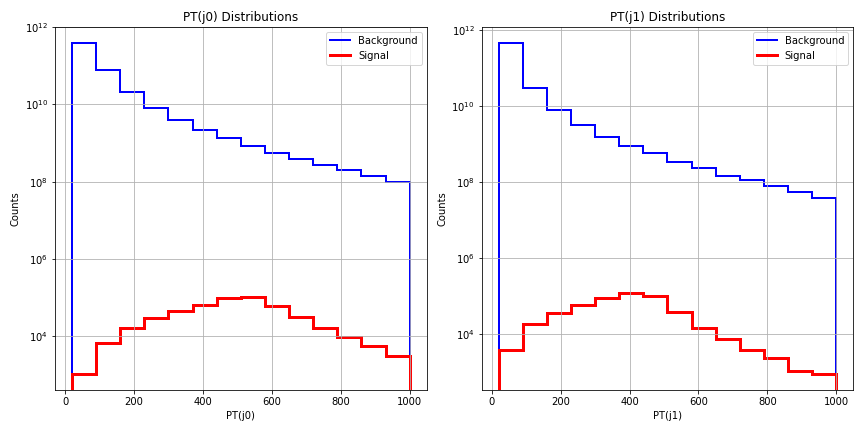 PT(j0) Distributions
Background
Signal
10^12
10^10
10^8
10^6
10^4
Counts
0 200 400 600 800 1000
PT(j0)
PT(j1) Distributions
Background
Signal
10^12
10^10
10^8
10^6
10^4
Counts
0 200 400 600 800 1000
PT(j1)